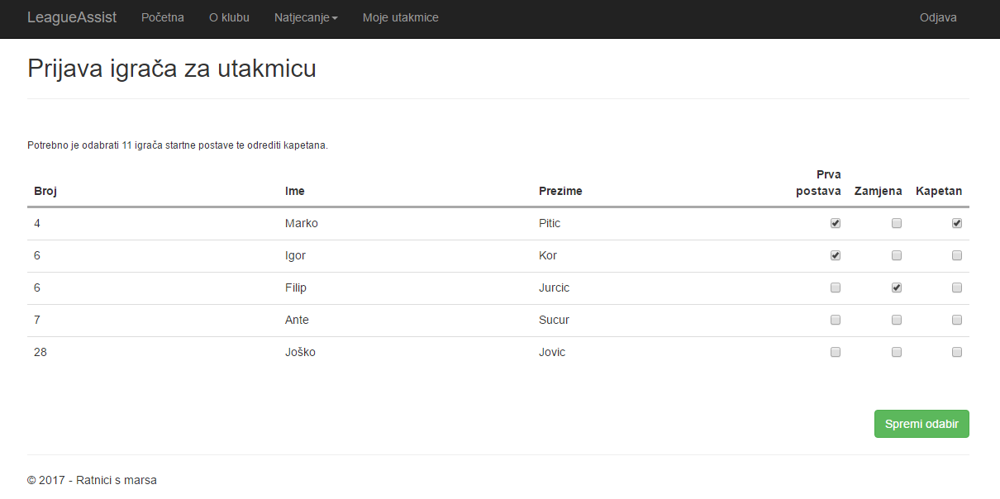 LeagueAssist Početna O klubu Natjecanje Moje utakmice Odjava
Prijava igrača za utakmicu
Potrebno je odabrati 11 igrača startne postave te odrediti kapetana.
Broj Ime Prezime Prva postava Zamjena Kapetan
4 Marko Pitic
6 Igor Kor
6 Filip Jurcic
7 Ante Sucur
28 Joško Jovic
Spremi odabir
© 2017 - Ratnici s marsa